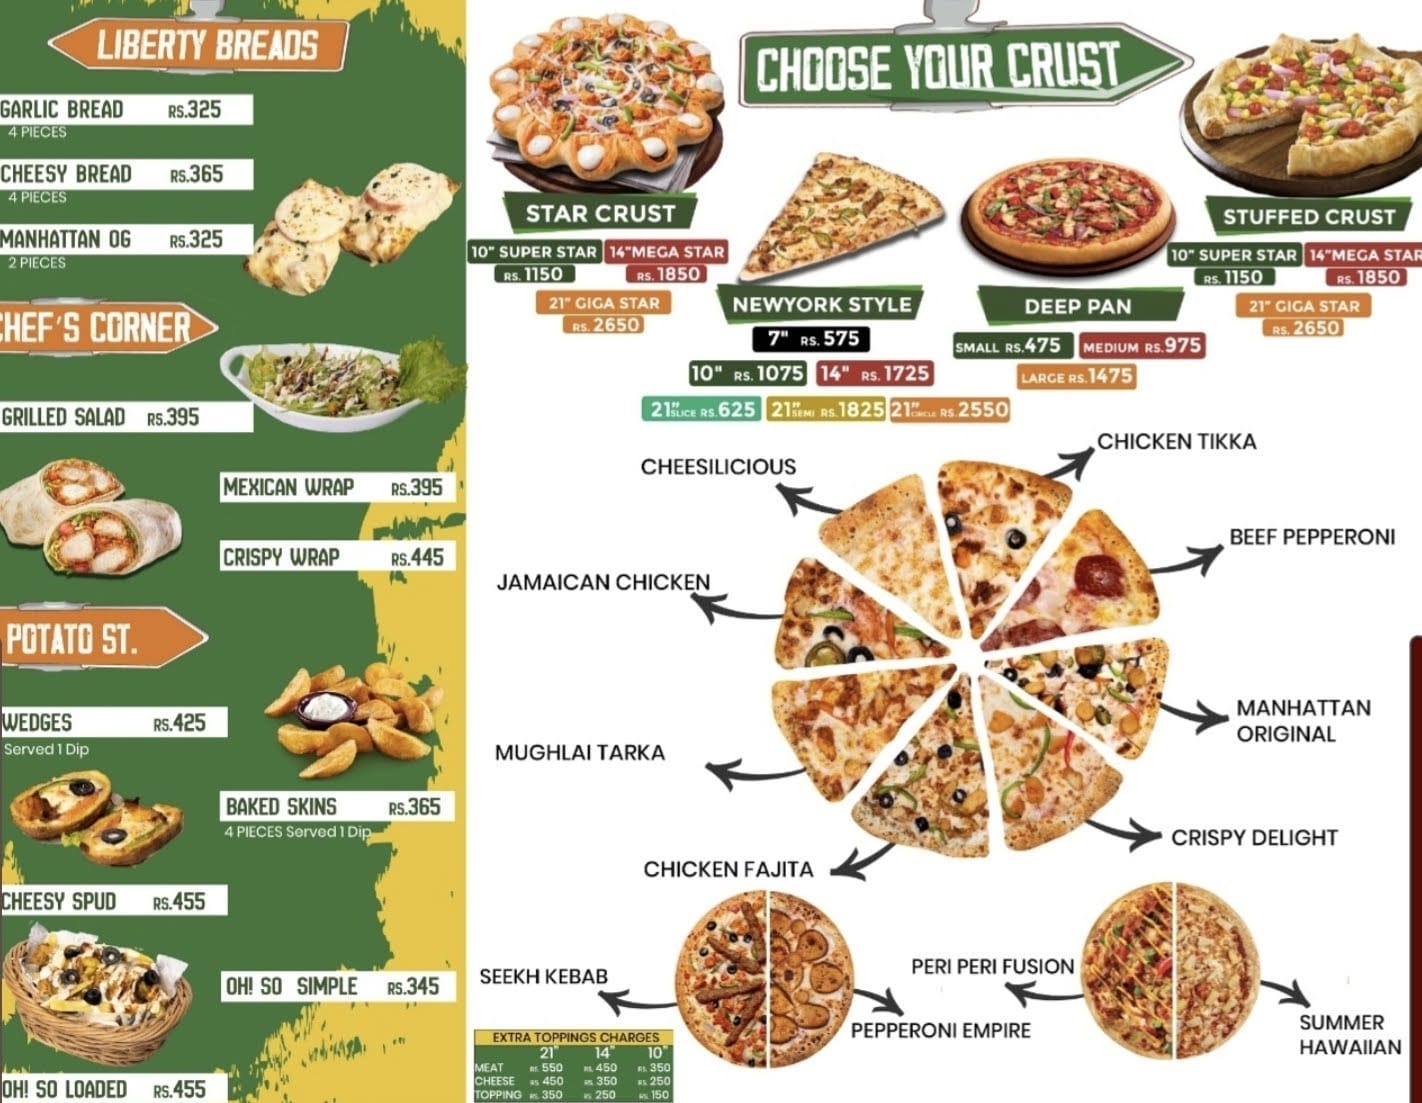 LIBERTY BREADS
GARLIC BREAD RS.325
4 PIECES
CHEESY BREAD RS.365
4 PIECES
MANHATTAN OG RS.325
2 PIECES
CHEF'S CORNER
GRILLED SALAD RS.395
MEXICAN WRAP RS.395
CRISPY WRAP RS.445
POTATO ST.
WEDGES RS.425
Served 1 Dip
BAKED SKINS RS.365
4 PIECES Served 1 Dip
CHEESY SPUD RS.455
OH! SO SIMPLE RS.345
OH! SO LOADED RS.455
CHOOSE YOUR CRUST
STAR CRUST
10" SUPER STAR 14"MEGA STAR
RS. 1150 RS. 1850
21" GIGA STAR
RS. 2650
NEWYORK STYLE
7" RS. 575
10" RS. 1075 14" RS. 1725
21"SLICE RS.625 21"SEMI RS.1825 21"CIRCLE RS.2550
DEEP PAN
SMALL RS.475 MEDIUM RS.975
LARGE RS.1475
STUFFED CRUST
10" SUPER STAR 14"MEGA STAR
RS. 1150 RS. 1850
21" GIGA STAR
RS. 2650
CHEESILICIOUS
CHICKEN TIKKA
BEEF PEPPERONI
JAMAICAN CHICKEN
MANHATTAN
ORIGINAL
MUGHLAI TARKA
CRISPY DELIGHT
CHICKEN FAJITA
SEEKH KEBAB
PEPPERONI EMPIRE
PERI PERI FUSION
SUMMER
HAWAIIAN
EXTRA TOPPINGS CHARGES
21" 14" 10"
MEAT RS. 550 RS. 450 RS. 350
CHEESE RS. 450 RS. 350 RS. 250
TOPPING RS. 350 RS. 250 RS. 150